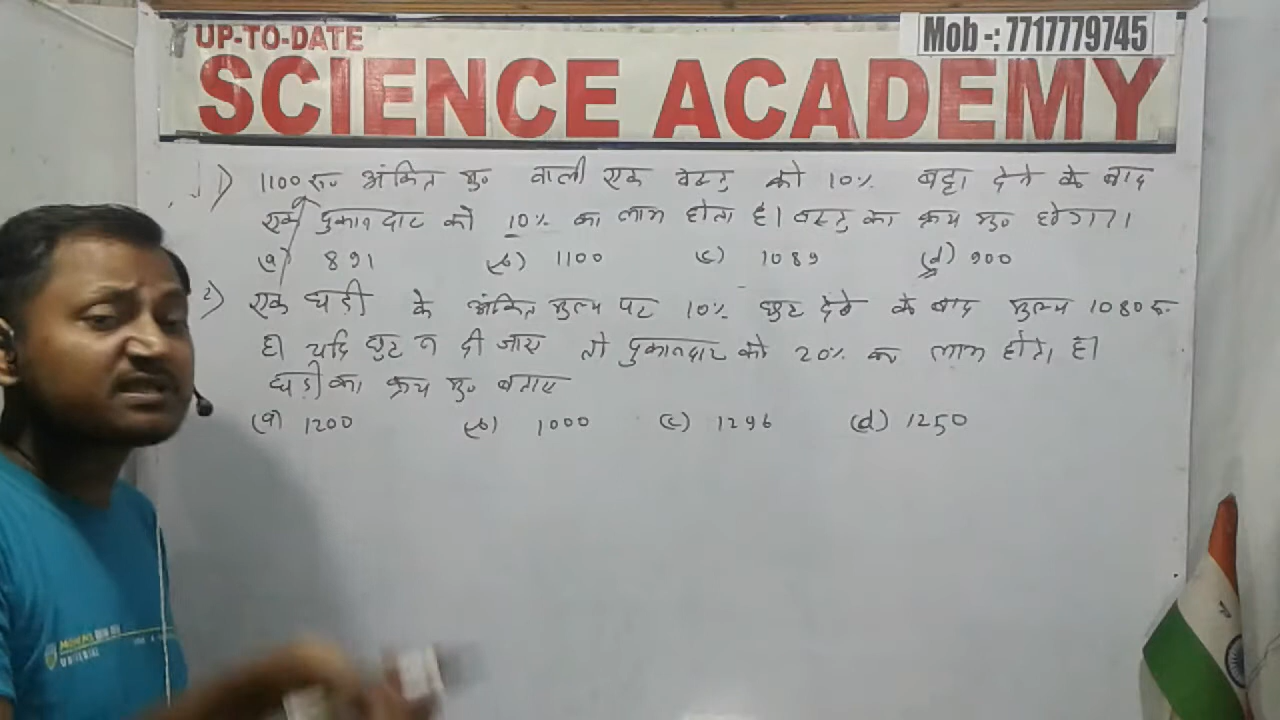 UP-TO-DATE
Mob -: 7717779745
SCIENCE ACADEMY
1) 1100 रु० अंकित मू० वाली एक वस्तु को 10% बट्टा देने के बाद
एक दुकानदार को 10% का लाभ होता है। वस्तु का क्रय मू० होगा?।
(a) 891 (b) 1100 (c) 1089 (d) 900
2) एक घड़ी के अंकित मुल्य पर 10% छुट देने के बाद मुल्य 1080 रु.
है। यदि छुट न दी जाए तो दुकानदार को 20% का लाभ होता है।
घड़ी का क्रय मू० बताए
(a) 1200 (b) 1000 (c) 1296 (d) 1250